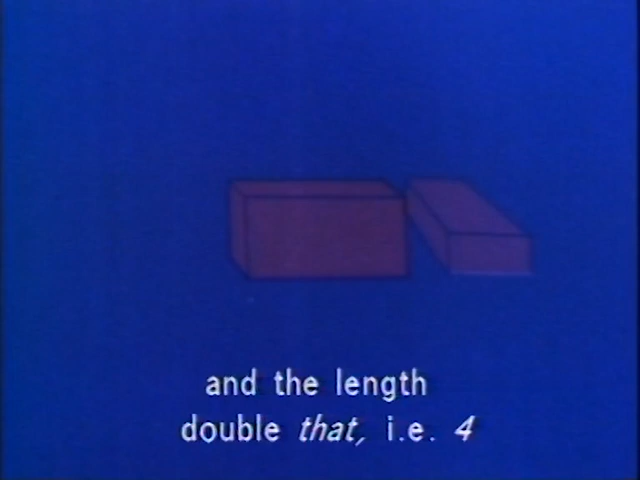 and the length
double that, i.e. 4